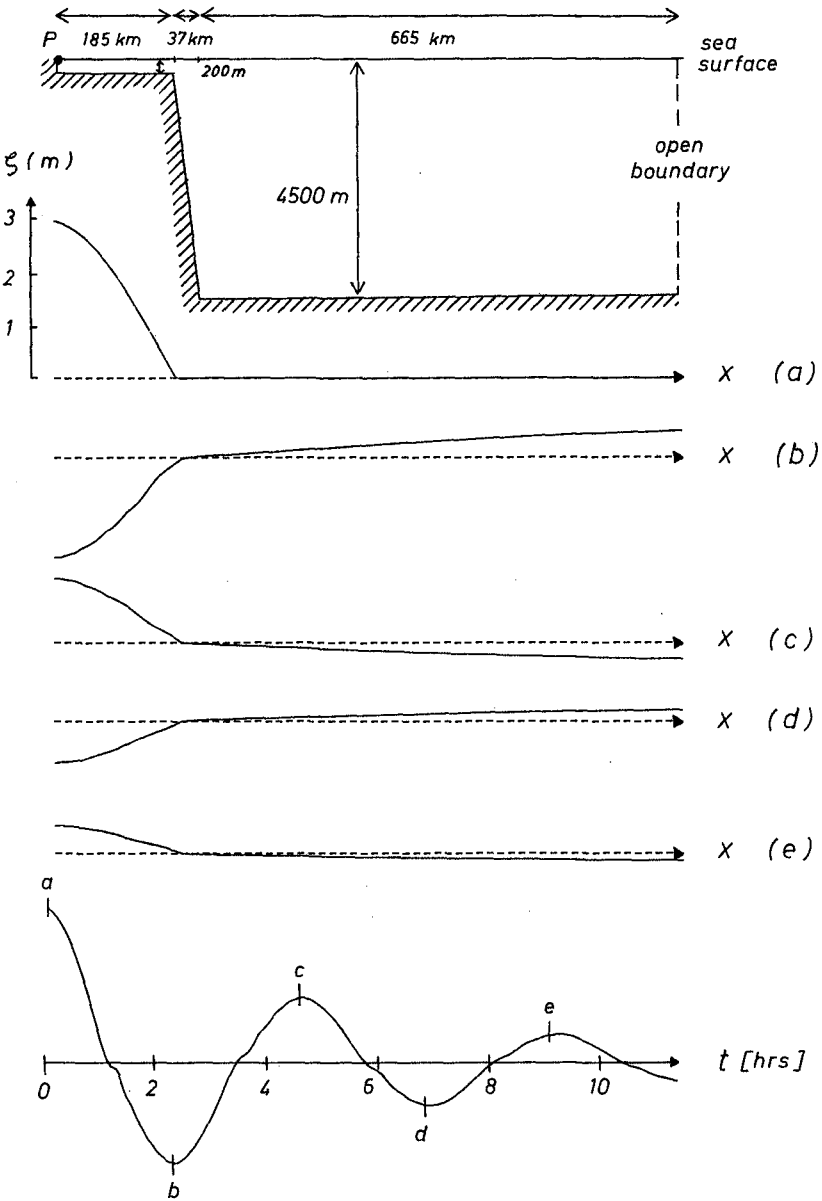 185 km 37 km 665 km
P sea
surface
200 m
open
boundary
ζ (m)
4500 m
3
2
1
x (a)
x (b)
x (c)
x (d)
x (e)
a
c
e
t [hrs]
0 2 4 6 8 10
d
b